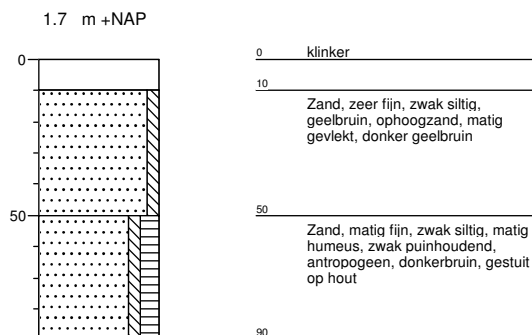 1.7 m +NAP
0
50
0 klinker
10
Zand, zeer fijn, zwak siltig,
geelbruin, ophoogzand, matig
gevlekt, donker geelbruin
50
Zand, matig fijn, zwak siltig, matig
humeus, zwak puinhoudend,
antropogeen, donkerbruin, gestuit
op hout
90